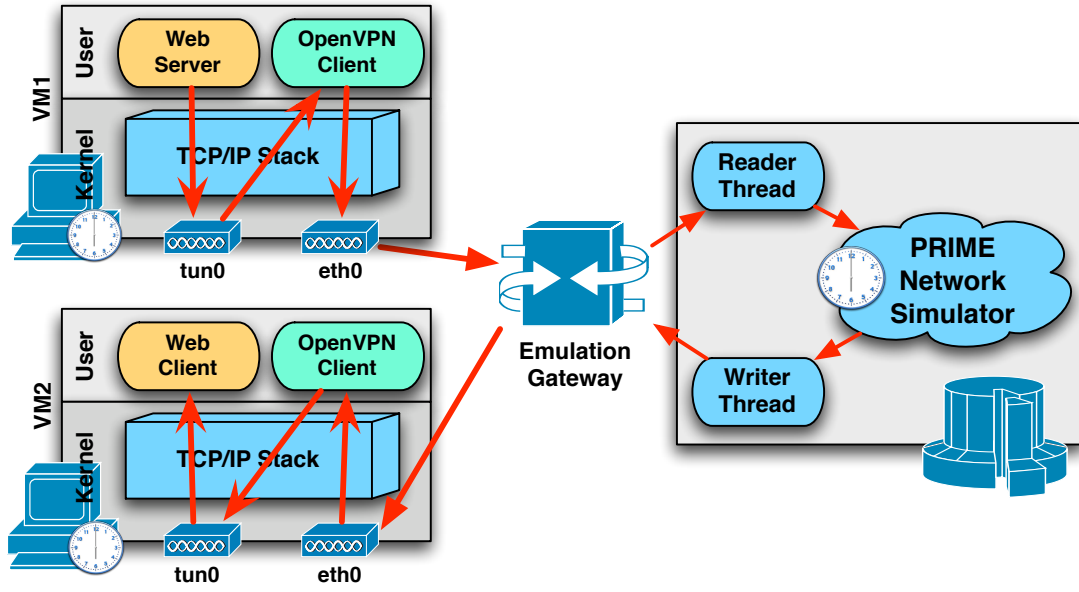 VM1
User
Kernel
Web
Server
OpenVPN
Client
TCP/IP Stack
tun0
eth0
VM2
User
Kernel
Web
Client
OpenVPN
Client
TCP/IP Stack
tun0
eth0
Emulation
Gateway
Reader
Thread
PRIME
Network
Simulator
Writer
Thread